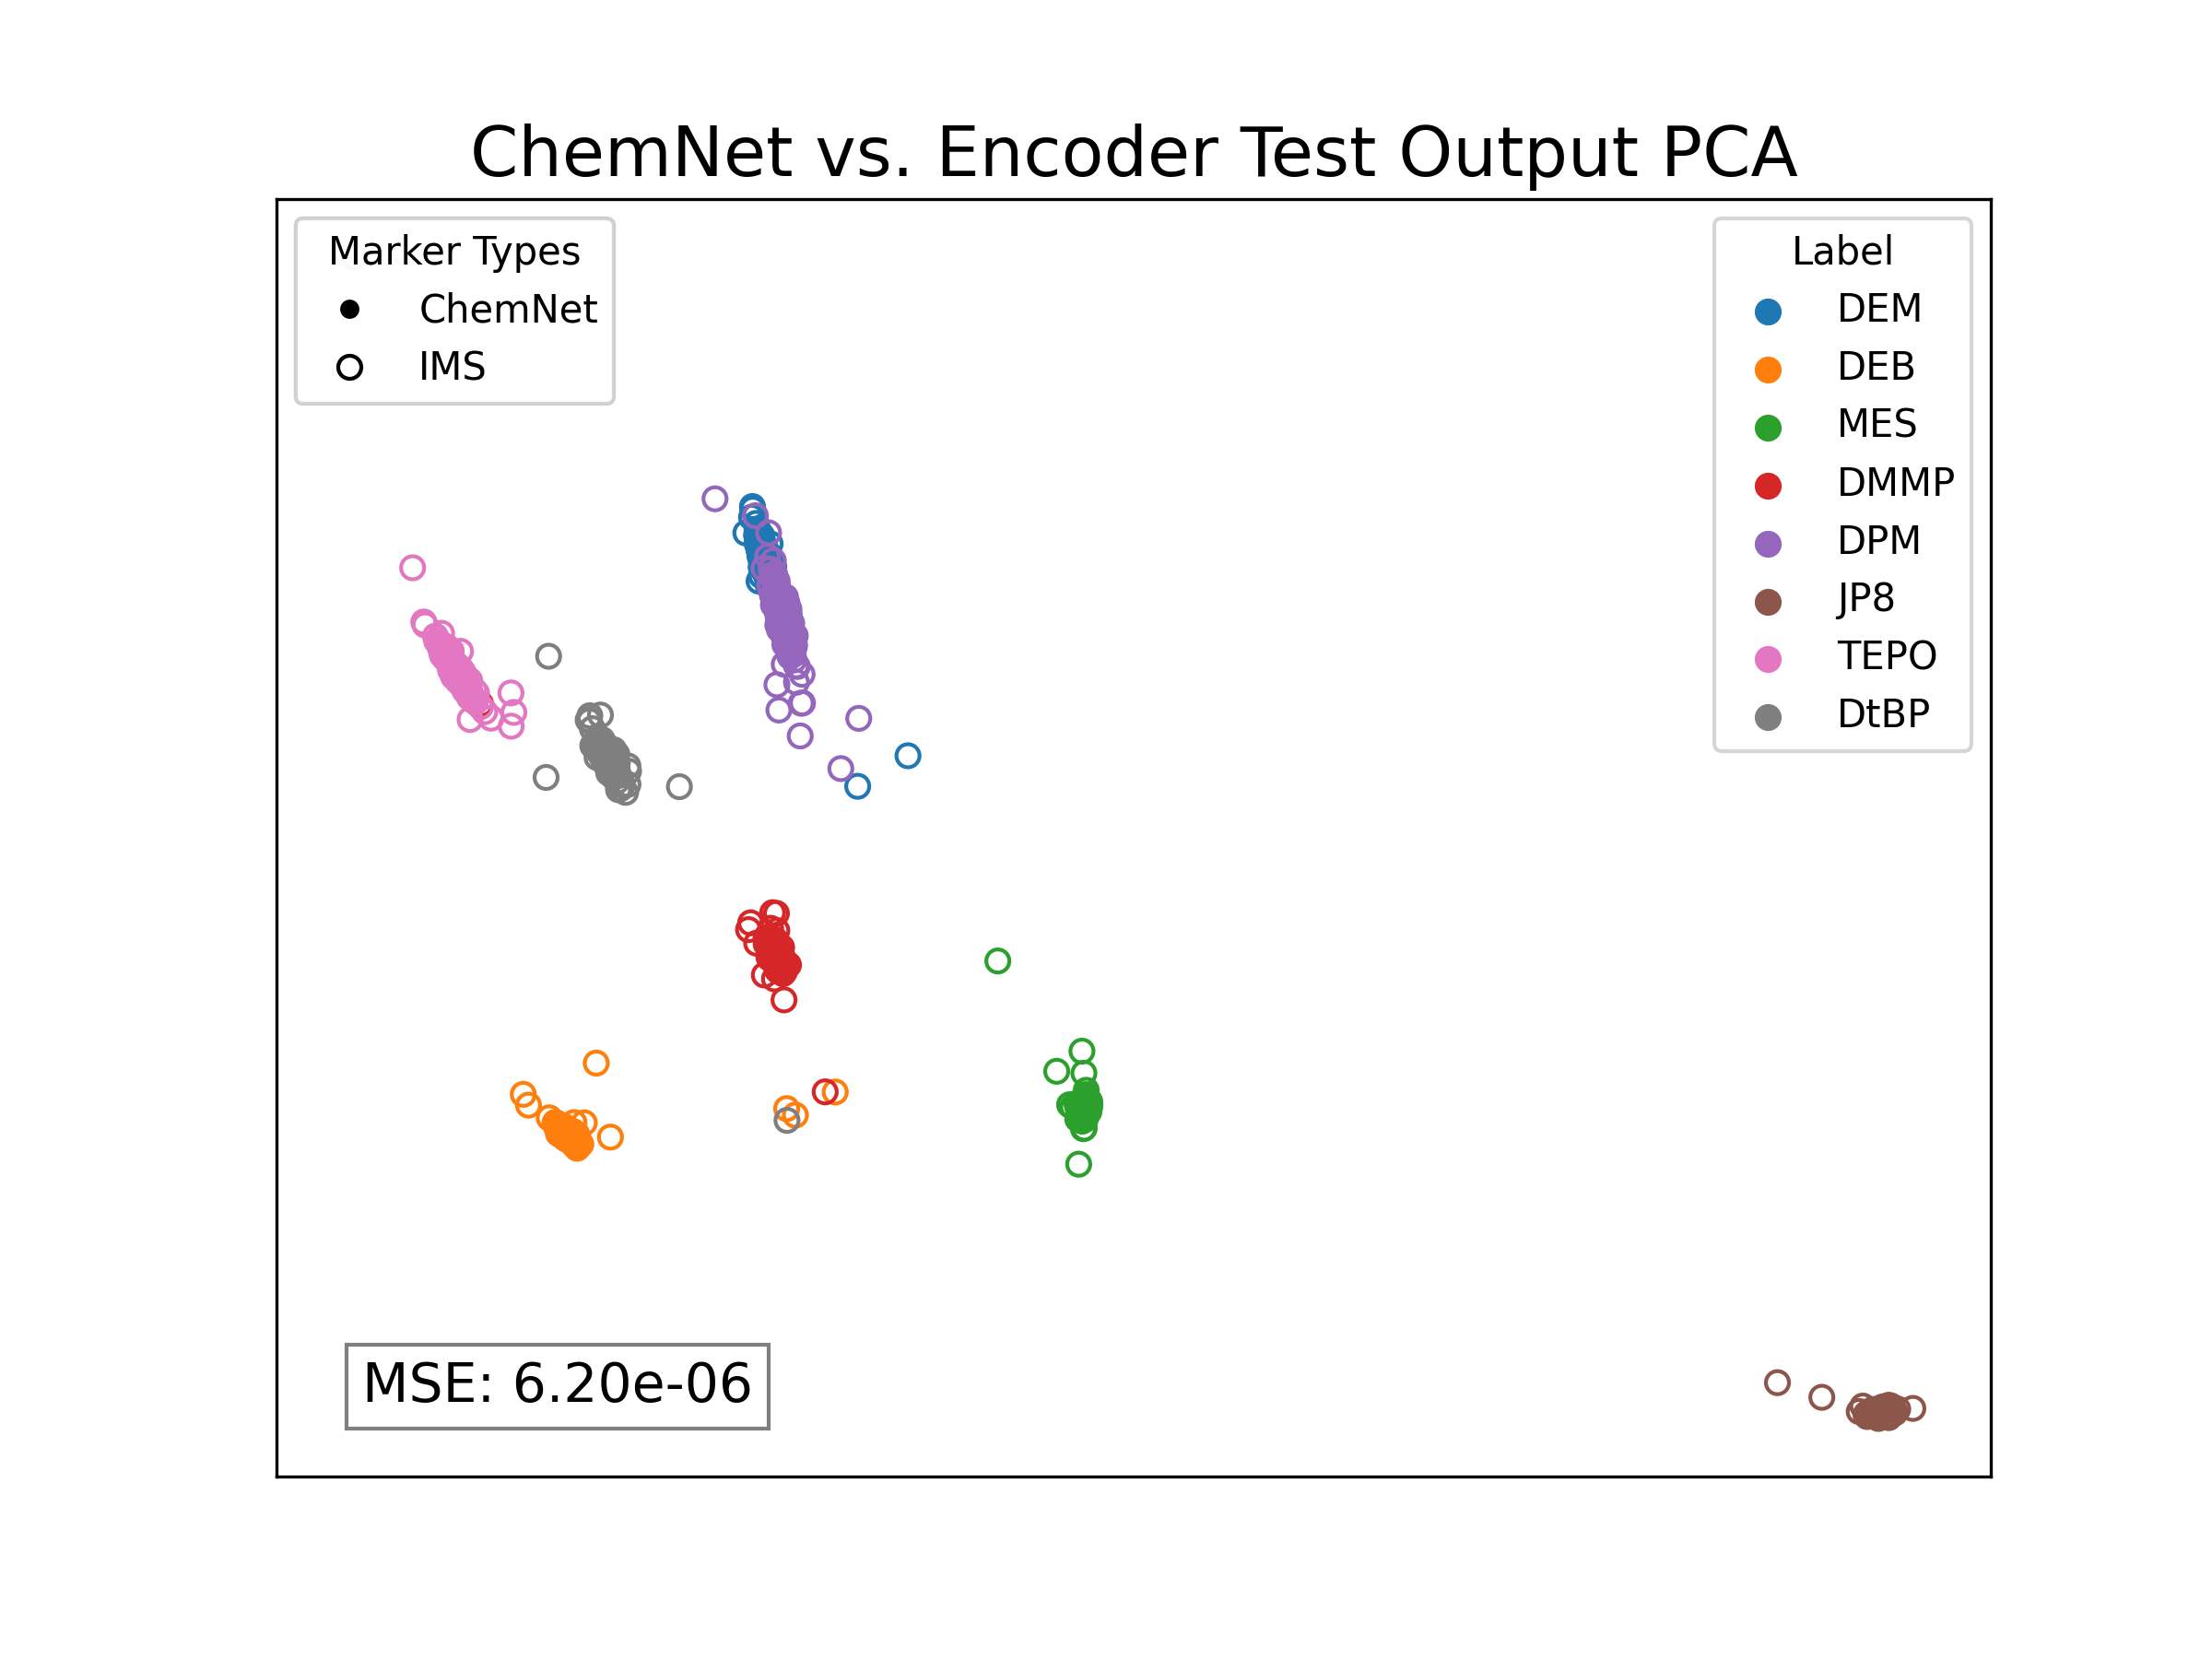 ChemNet vs. Encoder Test Output PCA
Marker Types
ChemNet
IMS
Label
DEM
DEB
MES
DMMP
DPM
JP8
TEPO
DtBP
MSE: 6.20e-06